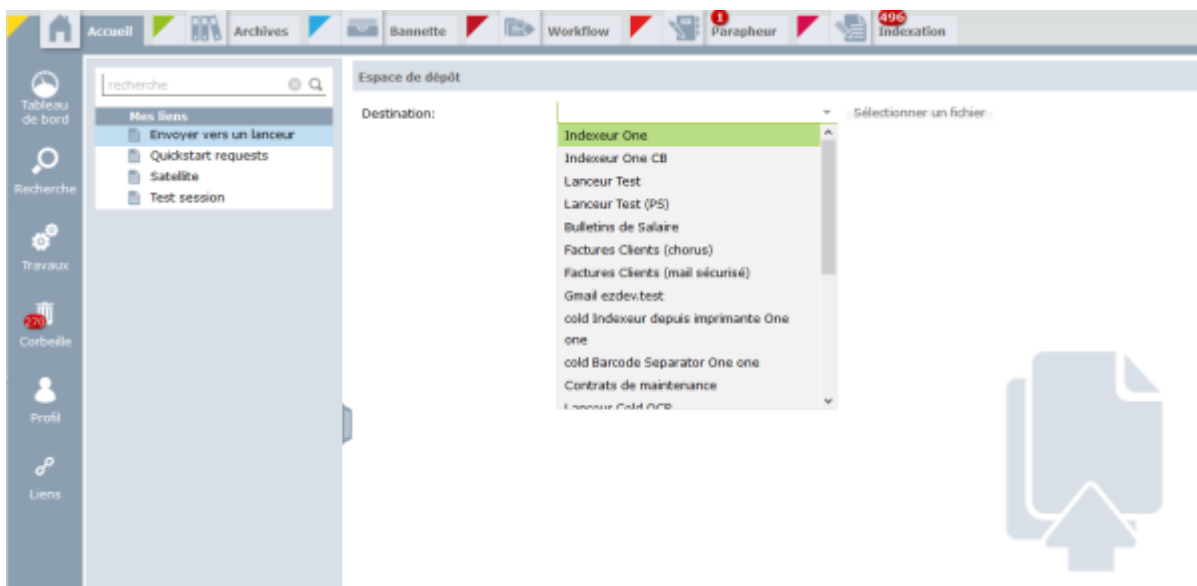 Accueil Archives Bannette Workflow 1 Parapheur 496 Indexation
Tableau de bord
Recherche
Travaux
270
Corbeille
Profil
Liens
recherche
Mes liens
Envoyer vers un lanceur
Quickstart requests
Satellite
Test session
Espace de dépôt
Destination:
Sélectionner un fichier
Indexeur One
Indexeur One CB
Lanceur Test
Lanceur Test (PS)
Bulletins de Salaire
Factures Clients (chorus)
Factures Clients (mail sécurisé)
Gmail ezdev.test
cold Indexeur depuis imprimante One
one
cold Barcode Separator One one
Contrats de maintenance
Lanceur Cold OCR